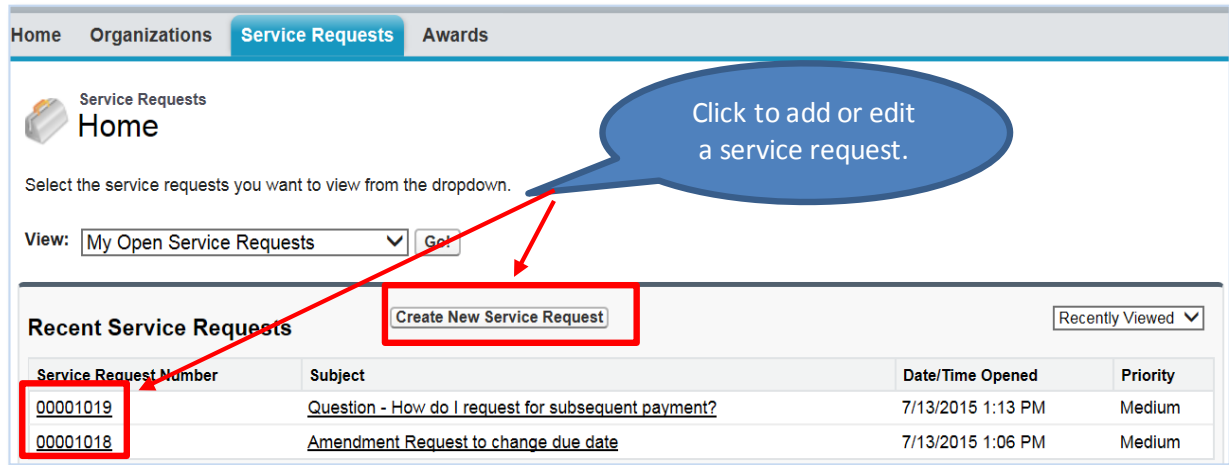 Home Organizations Service Requests Awards
Service Requests
Home
Click to add or edit
a service request.
Select the service requests you want to view from the dropdown.
View: My Open Service Requests Go!
Recent Service Requests Create New Service Request Recently Viewed
Service Request Number Subject Date/Time Opened Priority
00001019 Question - How do I request for subsequent payment? 7/13/2015 1:13 PM Medium
00001018 Amendment Request to change due date 7/13/2015 1:06 PM Medium